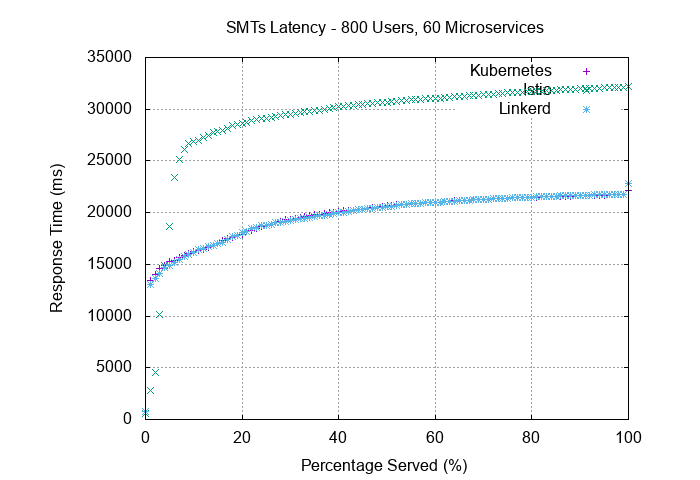 SMTs Latency - 800 Users, 60 Microservices
35000
30000
25000
20000
15000
10000
5000
0
Kubernetes
Istio
Linkerd
Response Time (ms)
0 20 40 60 80 100
Percentage Served (%)